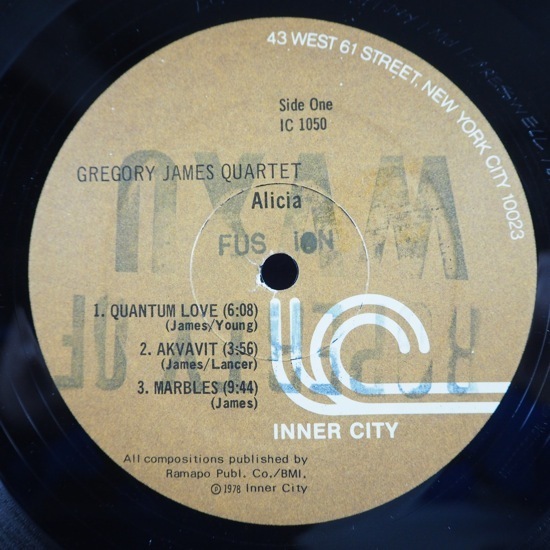 43 WEST 61 STREET, NEW YORK CITY 10023
Side One
IC 1050
GREGORY JAMES QUARTET
Alicia
FUSION
1. QUANTUM LOVE (6:08)
(James/Young)
2. AKVAVIT (3:56)
(James/Lancer)
3. MARBLES (9:44)
(James)
INNER CITY
All compositions published by
Ramapo Publ. Co./BMI.
Ⓟ 1978 Inner City